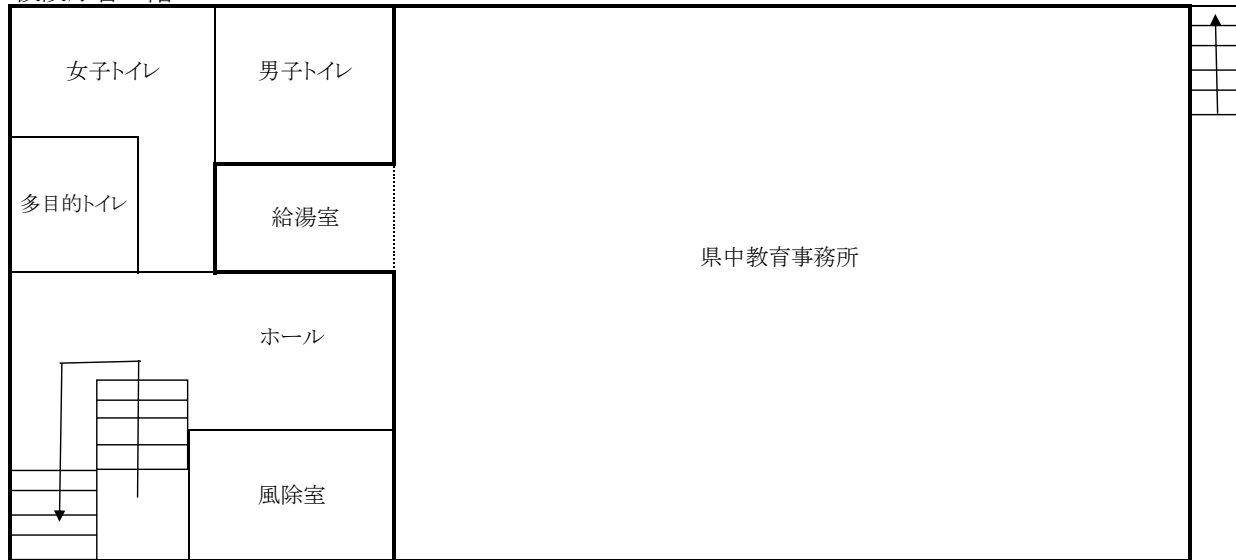 女子トイレ
男子トイレ
多目的トイレ
給湯室
県中教育事務所
ホール
風除室